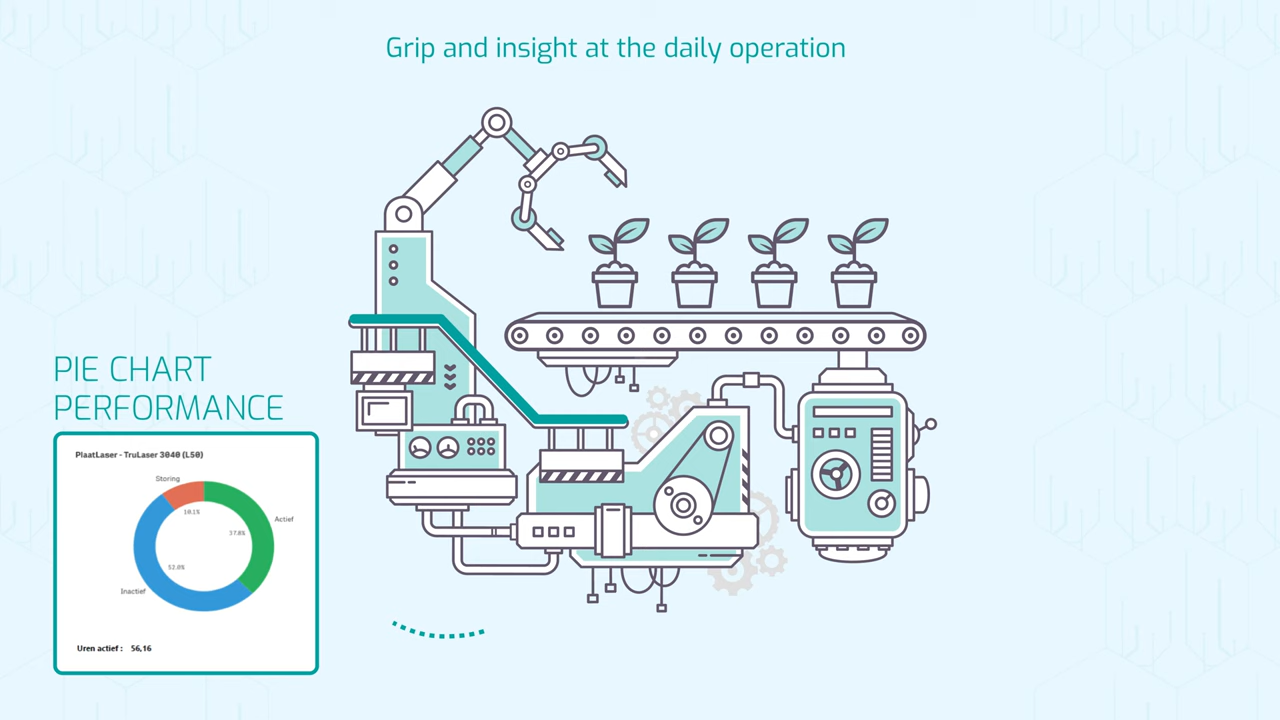 Grip and insight at the daily operation
PIE CHART
PERFORMANCE
PlaatLaser - TruLaser 3040 (L50)
Storing
10.1%
Actief
37.8%
52.0%
Inactief
Uren actief : 56,16